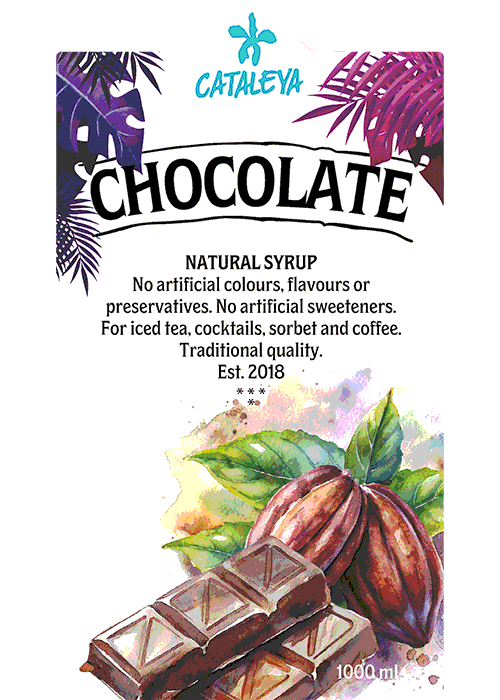 CATALEYA
CHOCOLATE
NATURAL SYRUP
No artificial colours, flavours or
preservatives. No artificial sweeteners.
For iced tea, cocktails, sorbet and coffee.
Traditional quality.
Est. 2018
***
*
1000 ml